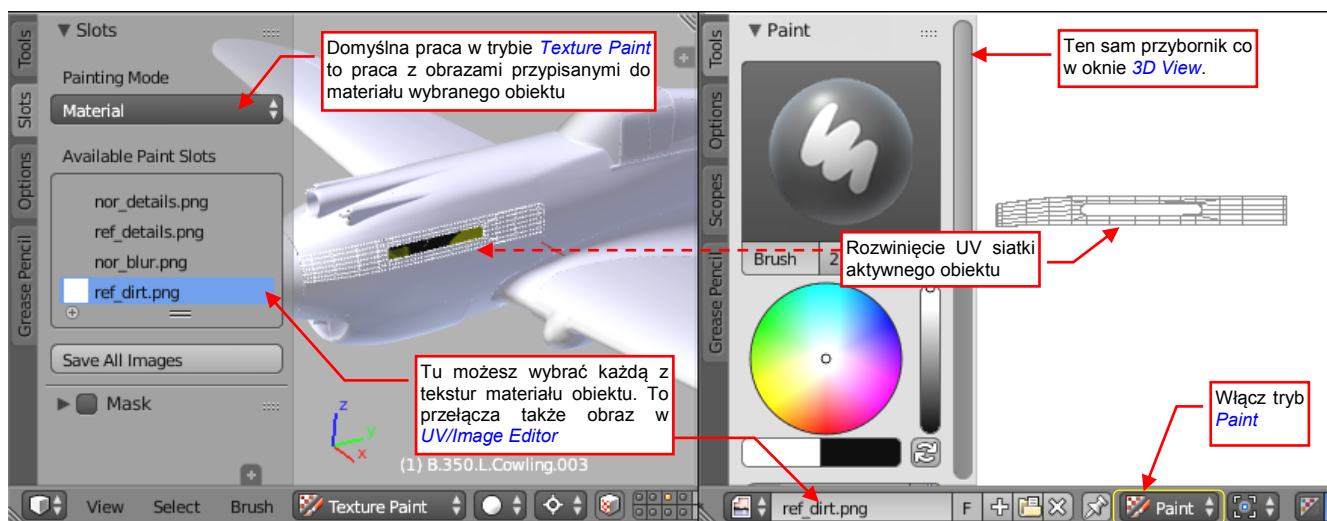 Tools
Slots
Options
Grease Pencil
Slots
Painting Mode
Material
Available Paint Slots
nor_details.png
ref_details.png
nor_blur.png
ref_dirt.png
Save All Images
Mask
Domyślna praca w trybie Texture Paint
to praca z obrazami przypisanymi do
materiału wybranego obiektu
Tu możesz wybrać każdą z
tekstur materiału obiektu. To
przełącza także obraz w
UV/Image Editor
z
y
x
(1) B.350.L.Cowling.003
View Select Brush Texture Paint
Tools
Options
Scopes
Grease Pencil
Paint
Brush 2
Ten sam przybornik co
w oknie 3D View.
Rozwinięcie UV siatki
aktywnego obiektu
Włącz tryb
Paint
ref_dirt.png F Paint